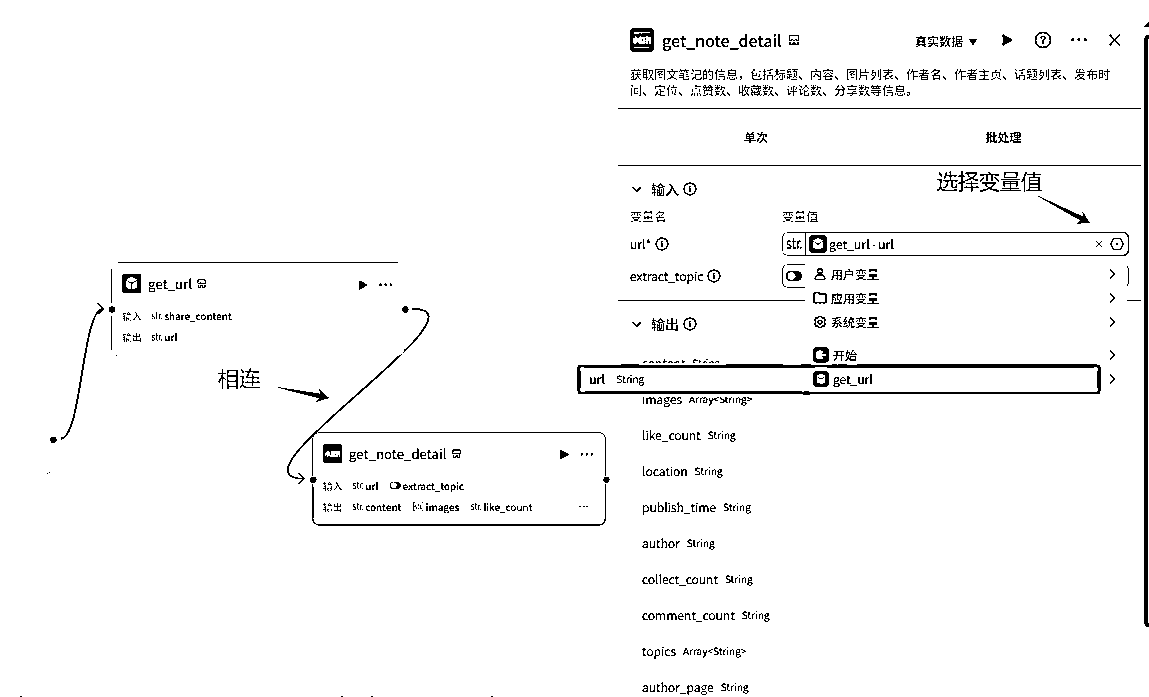 get_url
输入 str. share_content
输出 str. url
相连
get_note_detail
输入 str. url extract_topic
输出 str. content images str. like_count ...
get_note_detail 真实数据
获取图文笔记的信息，包括标题、内容、图片列表、作者名、作者主页、话题列表、发布时
间、定位、点赞数、收藏数、评论数、分享数等信息。
单次 批处理
选择变量值
输入
变量名 变量值
url* str. get_url - url
extract_topic
用户变量
应用变量
系统变量
输出
开始
content String
url String get_url
images Array<String>
like_count String
location String
publish_time String
author String
collect_count String
comment_count String
topics Array<String>
author_page String